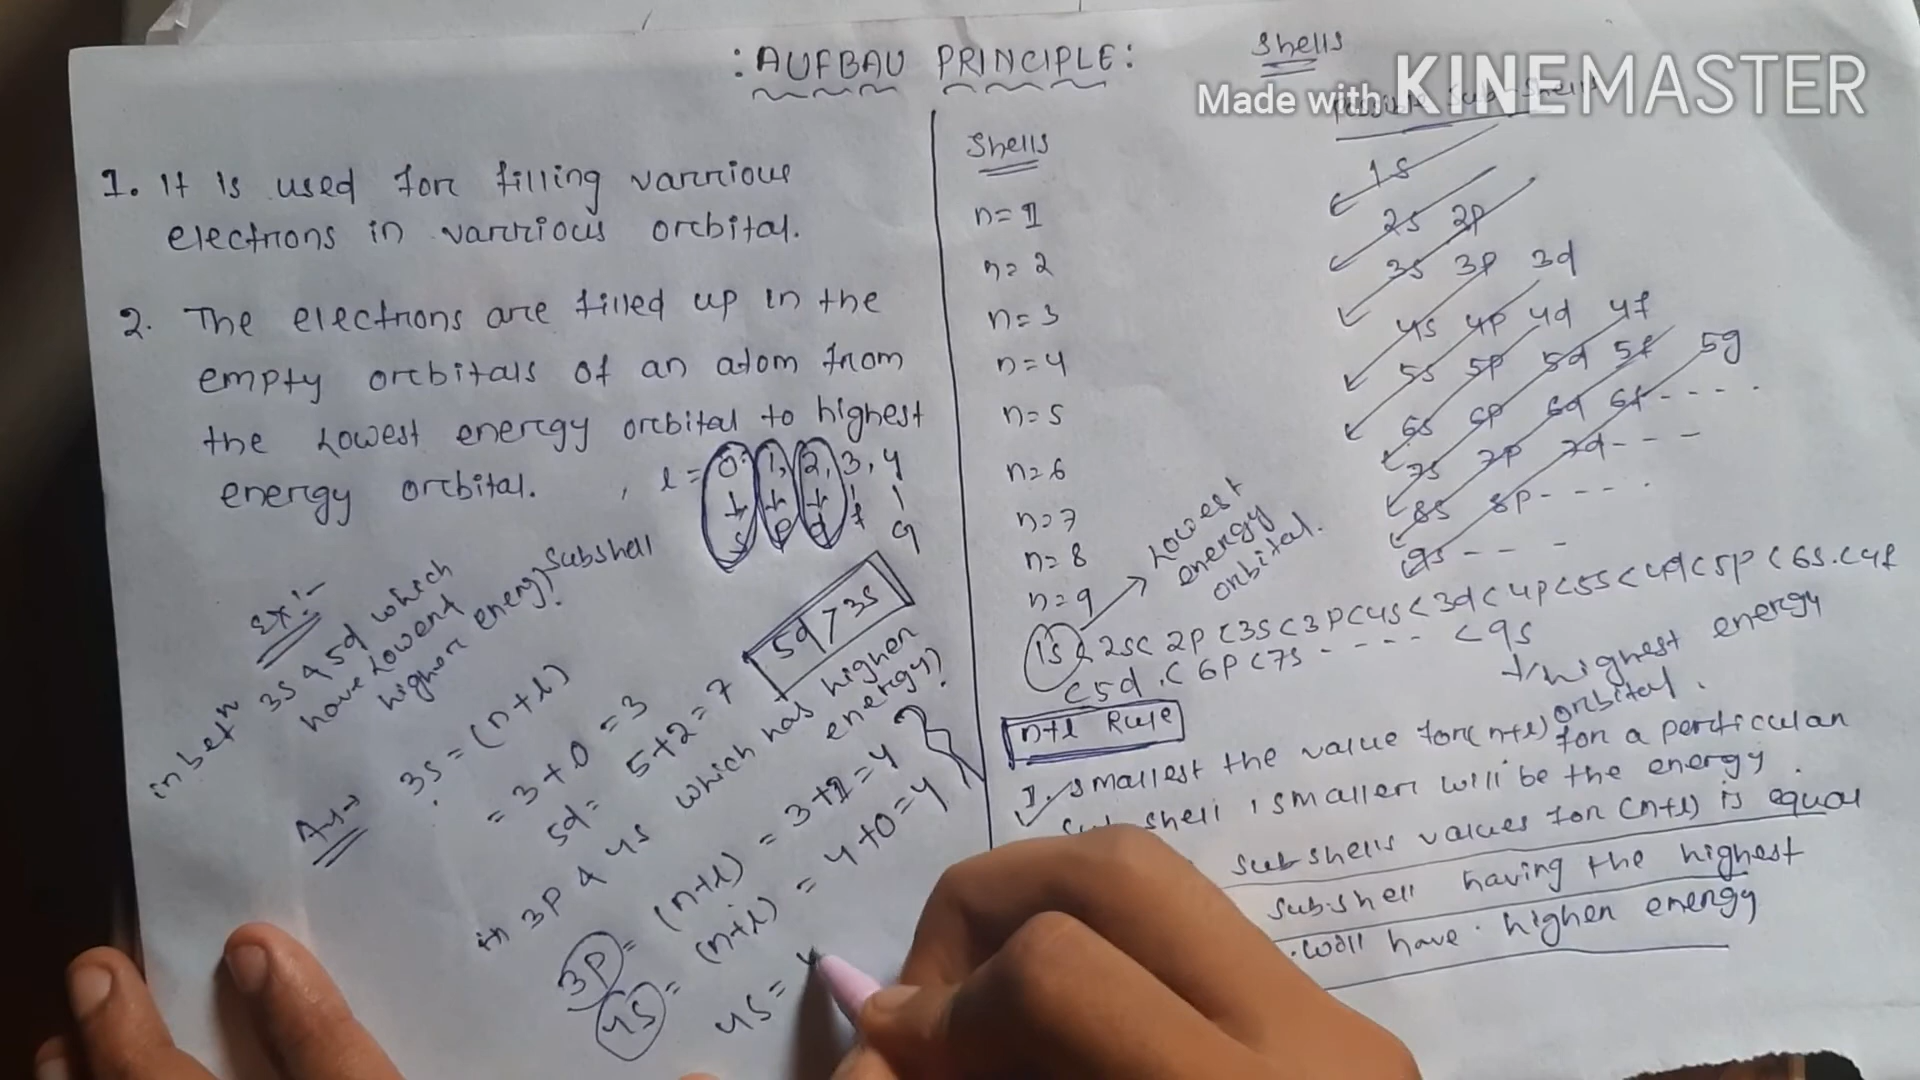 : AUFBAU PRINCIPLE :
Shells
Made with KINEMASTER
1. It is used for filling varrious
electrons in varrious orbital.
2. The electrons are filled up in the
empty orbitals of an atom from
the Lowest energy orbital to highest
energy orbital.
, l = 0, 1, 2, 3, 4
s p d f g
Subshell
Ex:-
in betn 3s & 5d which
have Lowest
higher energy?
Ans→ 3s = (n+l)
= 3+0 = 3
5d = 5+2 = 7
5d > 3s
in 3p & 4s which has higher
energy?
3p = (n+l) = 3+1 = 4
4s = (n+l) = 4+0 = 4
4s =
Shells
n=1
n=2
n=3
n=4
n=5
n=6
n=7
n=8
n=9
1s
2s 2p
3s 3p 3d
4s 4p 4d 4f
5s 5p 5d 5f 5g
6s 6p 6d 6f - - - .
7s 7p 7d - - -
8s 8p - - - .
9s - - -
Lowest
energy
orbital.
1s < 2s < 2p < 3s < 3p < 4s < 3d < 4p < 5s < 4d < 5p < 6s < 4f
< 5d < 6p < 7s - - - - < 9s
highest energy
orbital.
n+l Rule
1. smallest the value for (n+l) for a perticular
shell, smaller will be the energy.
subshells values for (n+l) is equal
subshell having the highest
will have higher energy